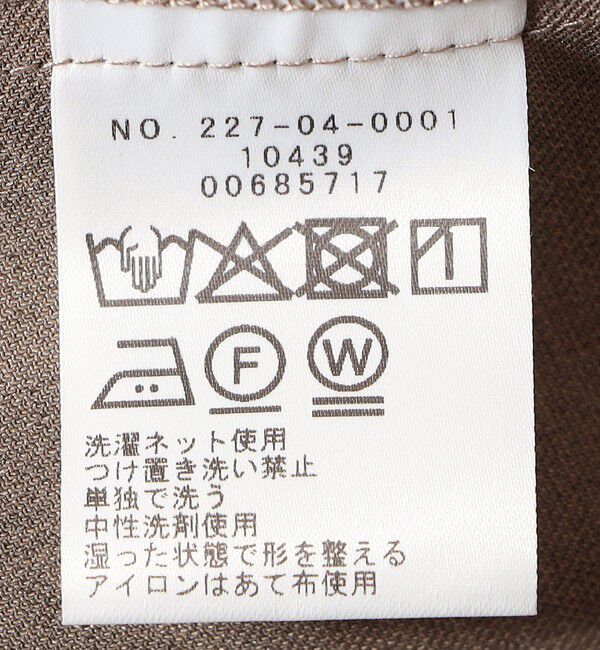 NO. 227-04-0001
10439
00685717
F W
洗濯ネット使用
つけ置き洗い禁止
単独で洗う
中性洗剤使用
湿った状態で形を整える
アイロンはあて布使用